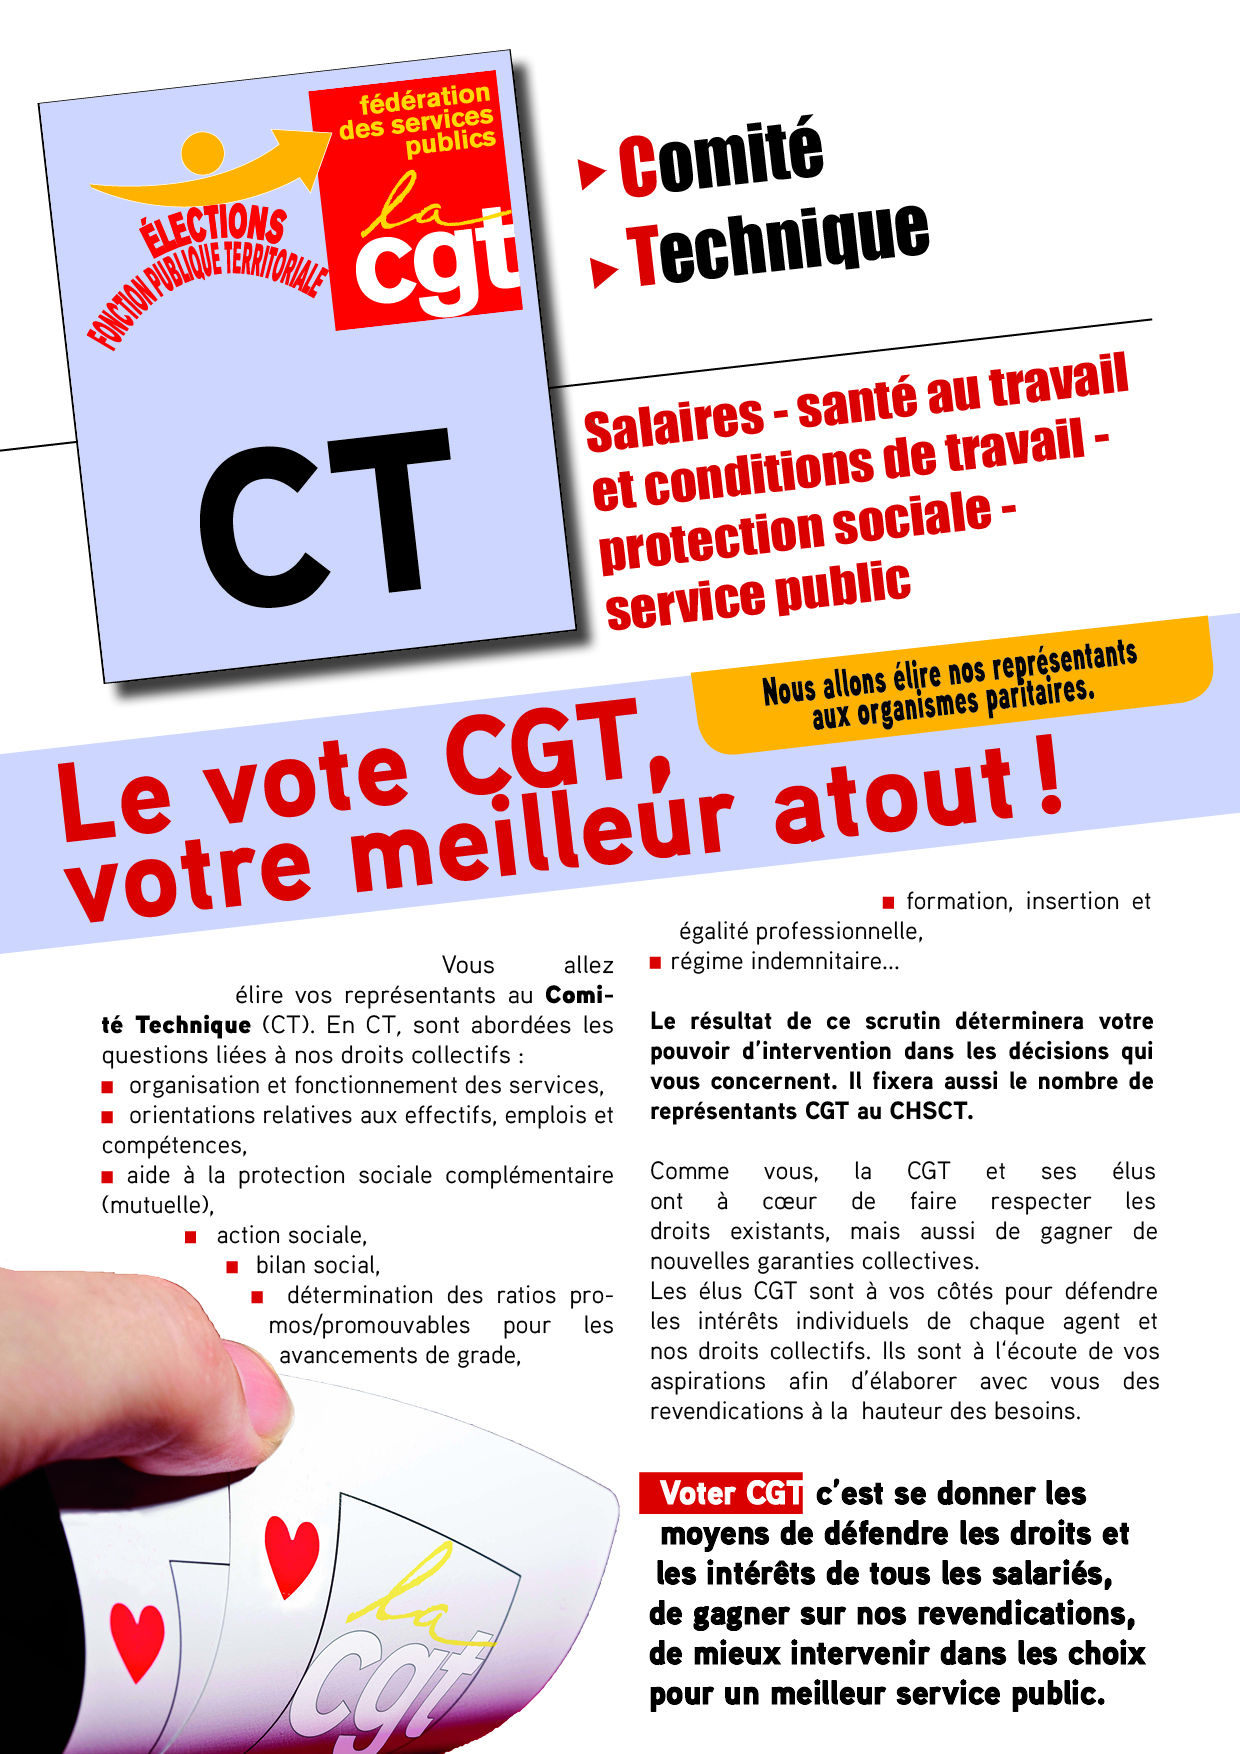 fédération
des services
publics
la
cgt
ÉLECTIONS
FONCTION PUBLIQUE TERRITORIALE
CT
Comité
Technique
Salaires - santé au travail
et conditions de travail -
protection sociale -
service public
Nous allons élire nos représentants
aux organismes paritaires.
Le vote CGT,
votre meilleur atout !
Vous allez
élire vos représentants au Comi-
té Technique (CT). En CT, sont abordées les
questions liées à nos droits collectifs :
■ organisation et fonctionnement des services,
■ orientations relatives aux effectifs, emplois et
compétences,
■ aide à la protection sociale complémentaire
(mutuelle),
■ action sociale,
■ bilan social,
■ détermination des ratios pro-
mos/promouvables pour les
avancements de grade,
■ formation, insertion et
égalité professionnelle,
■ régime indemnitaire...
Le résultat de ce scrutin déterminera votre
pouvoir d'intervention dans les décisions qui
vous concernent. Il fixera aussi le nombre de
représentants CGT au CHSCT.
Comme vous, la CGT et ses élus
ont à cœur de faire respecter les
droits existants, mais aussi de gagner de
nouvelles garanties collectives.
Les élus CGT sont à vos côtés pour défendre
les intérêts individuels de chaque agent et
nos droits collectifs. Ils sont à l'écoute de vos
aspirations afin d'élaborer avec vous des
revendications à la hauteur des besoins.
Voter CGT c'est se donner les
moyens de défendre les droits et
les intérêts de tous les salariés,
de gagner sur nos revendications,
de mieux intervenir dans les choix
pour un meilleur service public.
la
cgt